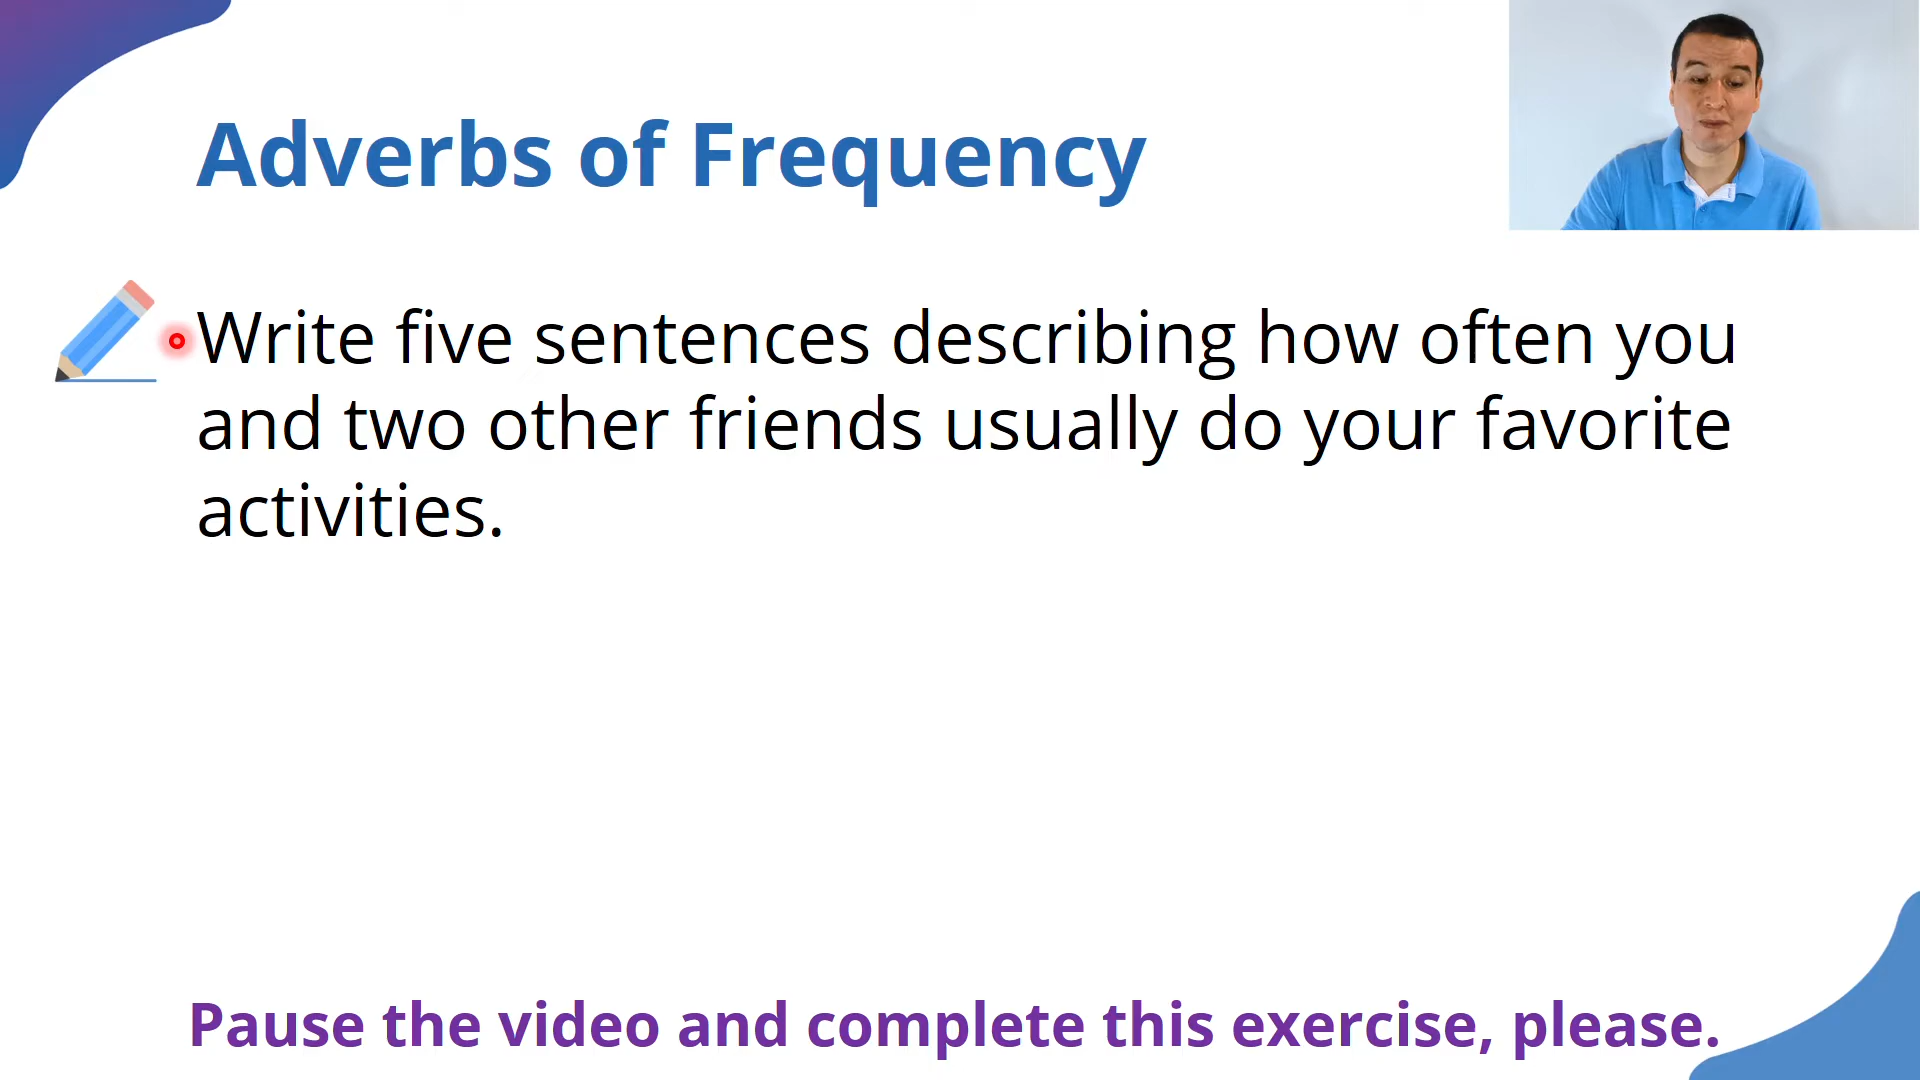 Adverbs of Frequency
Write five sentences describing how often you
and two other friends usually do your favorite
activities.
Pause the video and complete this exercise, please.